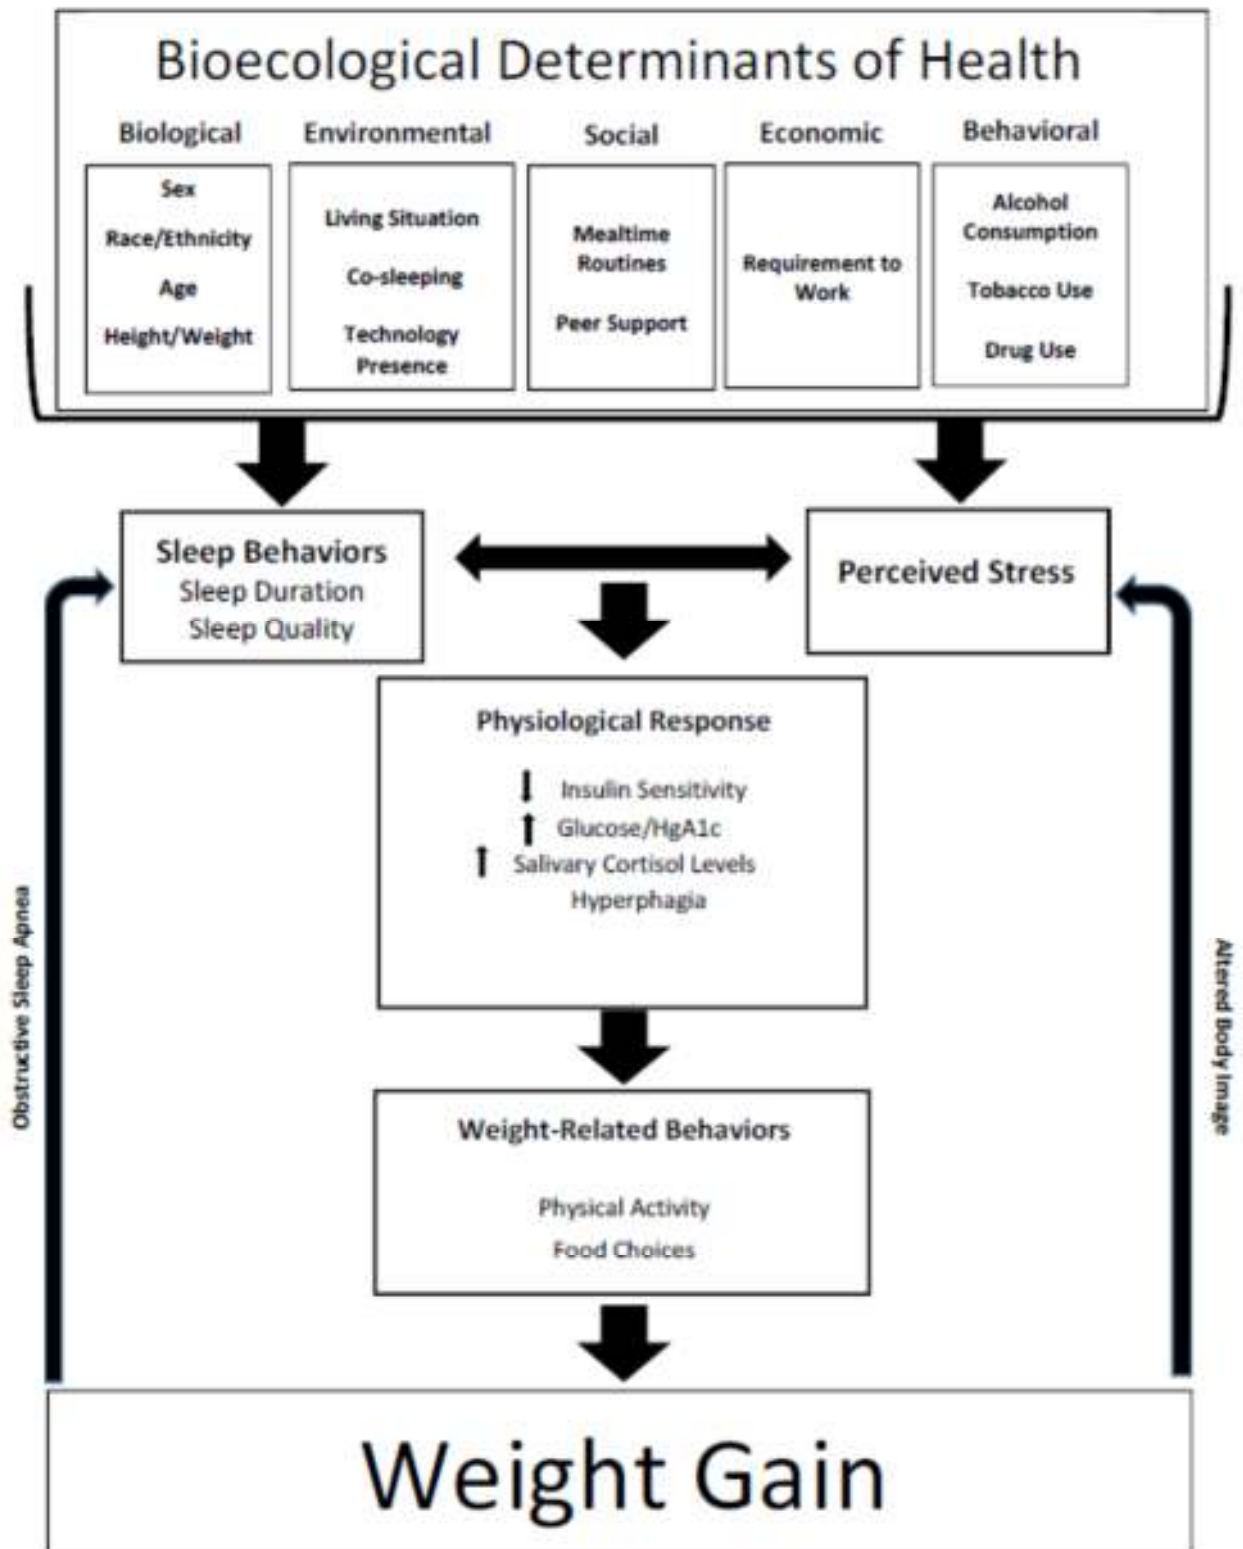 Bioecological Determinants of Health
Biological
Sex
Race/Ethnicity
Age
Height/Weight
Environmental
Living Situation
Co-sleeping
Technology
Presence
Social
Mealtime
Routines
Peer Support
Economic
Requirement to
Work
Behavioral
Alcohol
Consumption
Tobacco Use
Drug Use
Sleep Behaviors
Sleep Duration
Sleep Quality
Perceived Stress
Physiological Response
Insulin Sensitivity
Glucose/HgA1c
Salivary Cortisol Levels
Hyperphagia
Obstructive Sleep Apnea
Altered Body Image
Weight-Related Behaviors
Physical Activity
Food Choices
Weight Gain